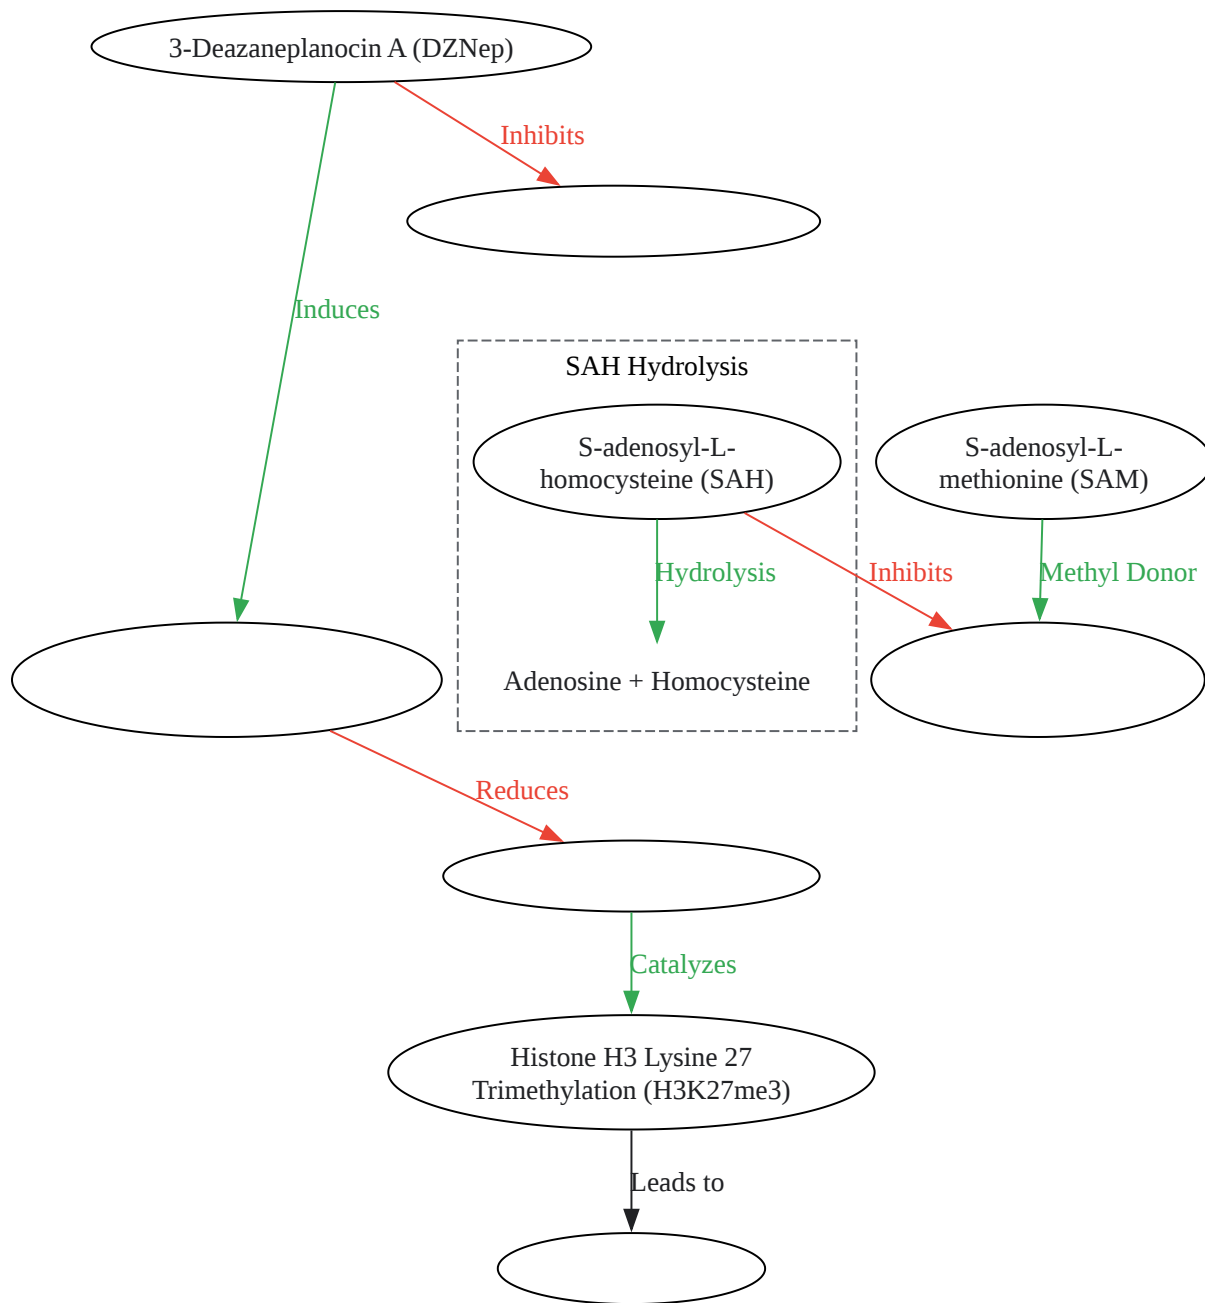 3-Deazaneplanocin A (DZNep)
Inhibits
Induces
SAH Hydrolysis
S-adenosyl-L-
homocysteine (SAH)
S-adenosyl-L-
methionine (SAM)
Hydrolysis
Inhibits
Methyl Donor
Adenosine + Homocysteine
Reduces
Catalyzes
Histone H3 Lysine 27
Trimethylation (H3K27me3)
Leads to